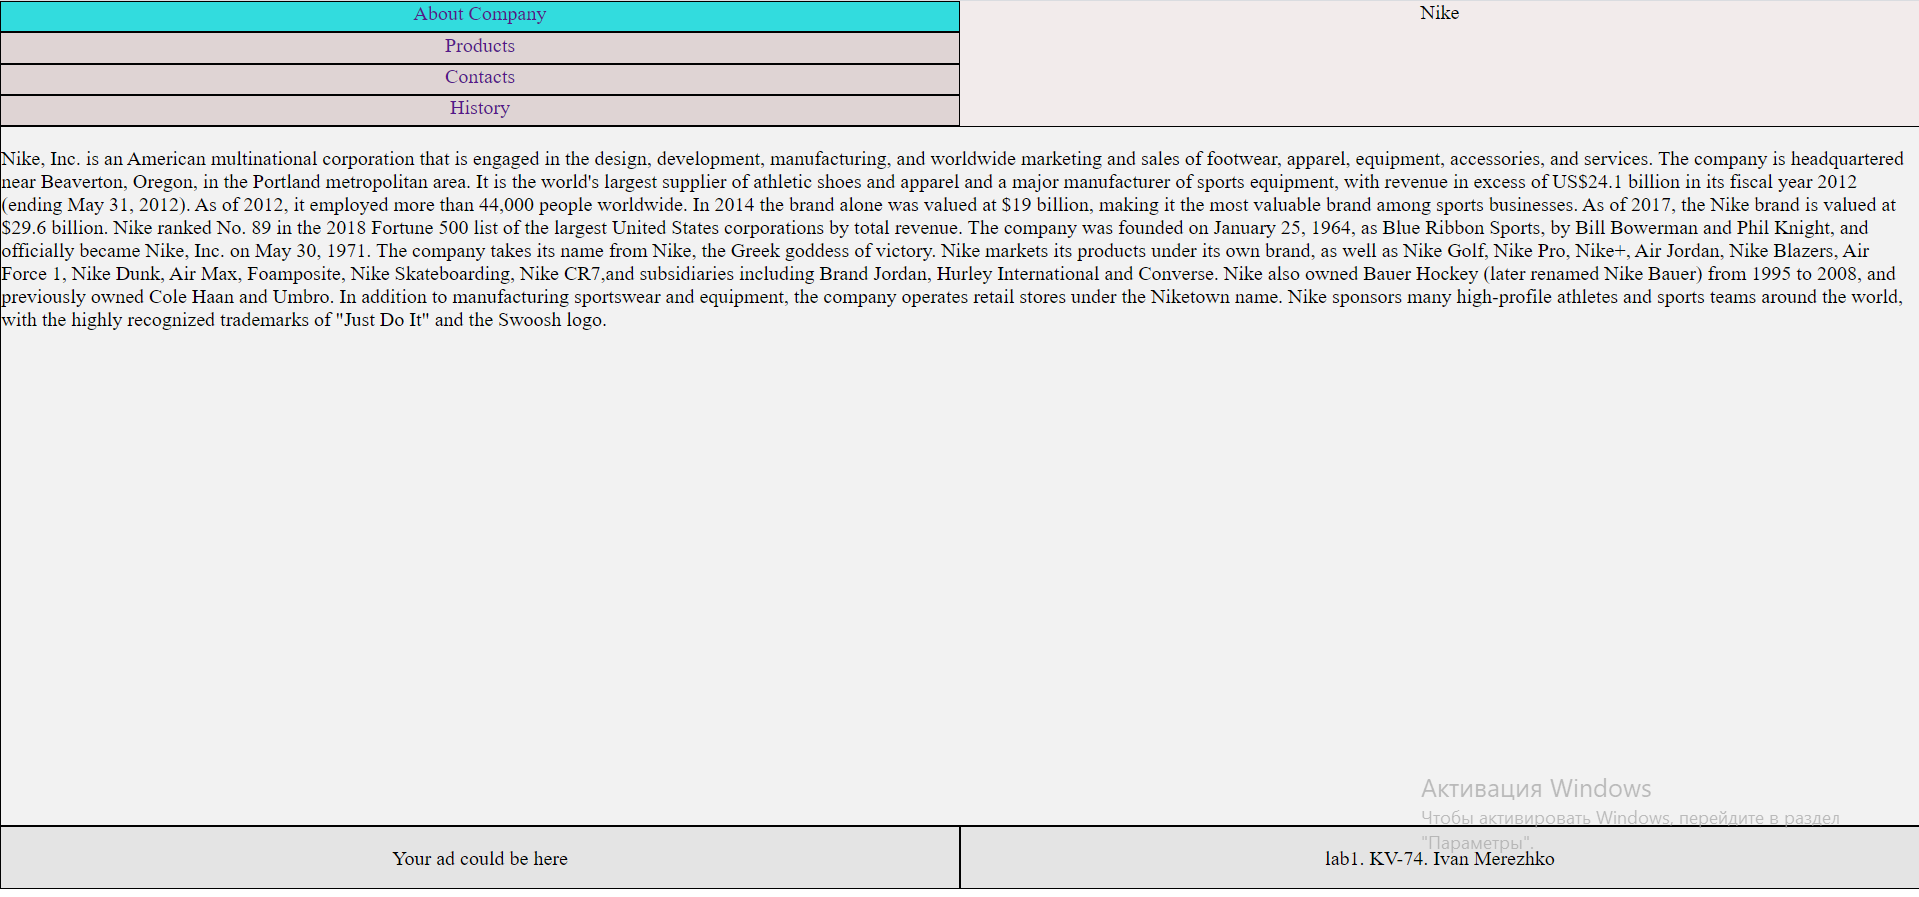 About Company
Nike
Products
Contacts
History
Nike, Inc. is an American multinational corporation that is engaged in the design, development, manufacturing, and worldwide marketing and sales of footwear, apparel, equipment, accessories, and services. The company is headquartered
near Beaverton, Oregon, in the Portland metropolitan area. It is the world's largest supplier of athletic shoes and apparel and a major manufacturer of sports equipment, with revenue in excess of US$24.1 billion in its fiscal year 2012
(ending May 31, 2012). As of 2012, it employed more than 44,000 people worldwide. In 2014 the brand alone was valued at $19 billion, making it the most valuable brand among sports businesses. As of 2017, the Nike brand is valued at
$29.6 billion. Nike ranked No. 89 in the 2018 Fortune 500 list of the largest United States corporations by total revenue. The company was founded on January 25, 1964, as Blue Ribbon Sports, by Bill Bowerman and Phil Knight, and
officially became Nike, Inc. on May 30, 1971. The company takes its name from Nike, the Greek goddess of victory. Nike markets its products under its own brand, as well as Nike Golf, Nike Pro, Nike+, Air Jordan, Nike Blazers, Air
Force 1, Nike Dunk, Air Max, Foamposite, Nike Skateboarding, Nike CR7,and subsidiaries including Brand Jordan, Hurley International and Converse. Nike also owned Bauer Hockey (later renamed Nike Bauer) from 1995 to 2008, and
previously owned Cole Haan and Umbro. In addition to manufacturing sportswear and equipment, the company operates retail stores under the Niketown name. Nike sponsors many high-profile athletes and sports teams around the world,
with the highly recognized trademarks of "Just Do It" and the Swoosh logo.
Активация Windows
Чтобы активировать Windows, перейдите в раздел
"Параметры".
Your ad could be here
lab1. KV-74. Ivan Merezhko